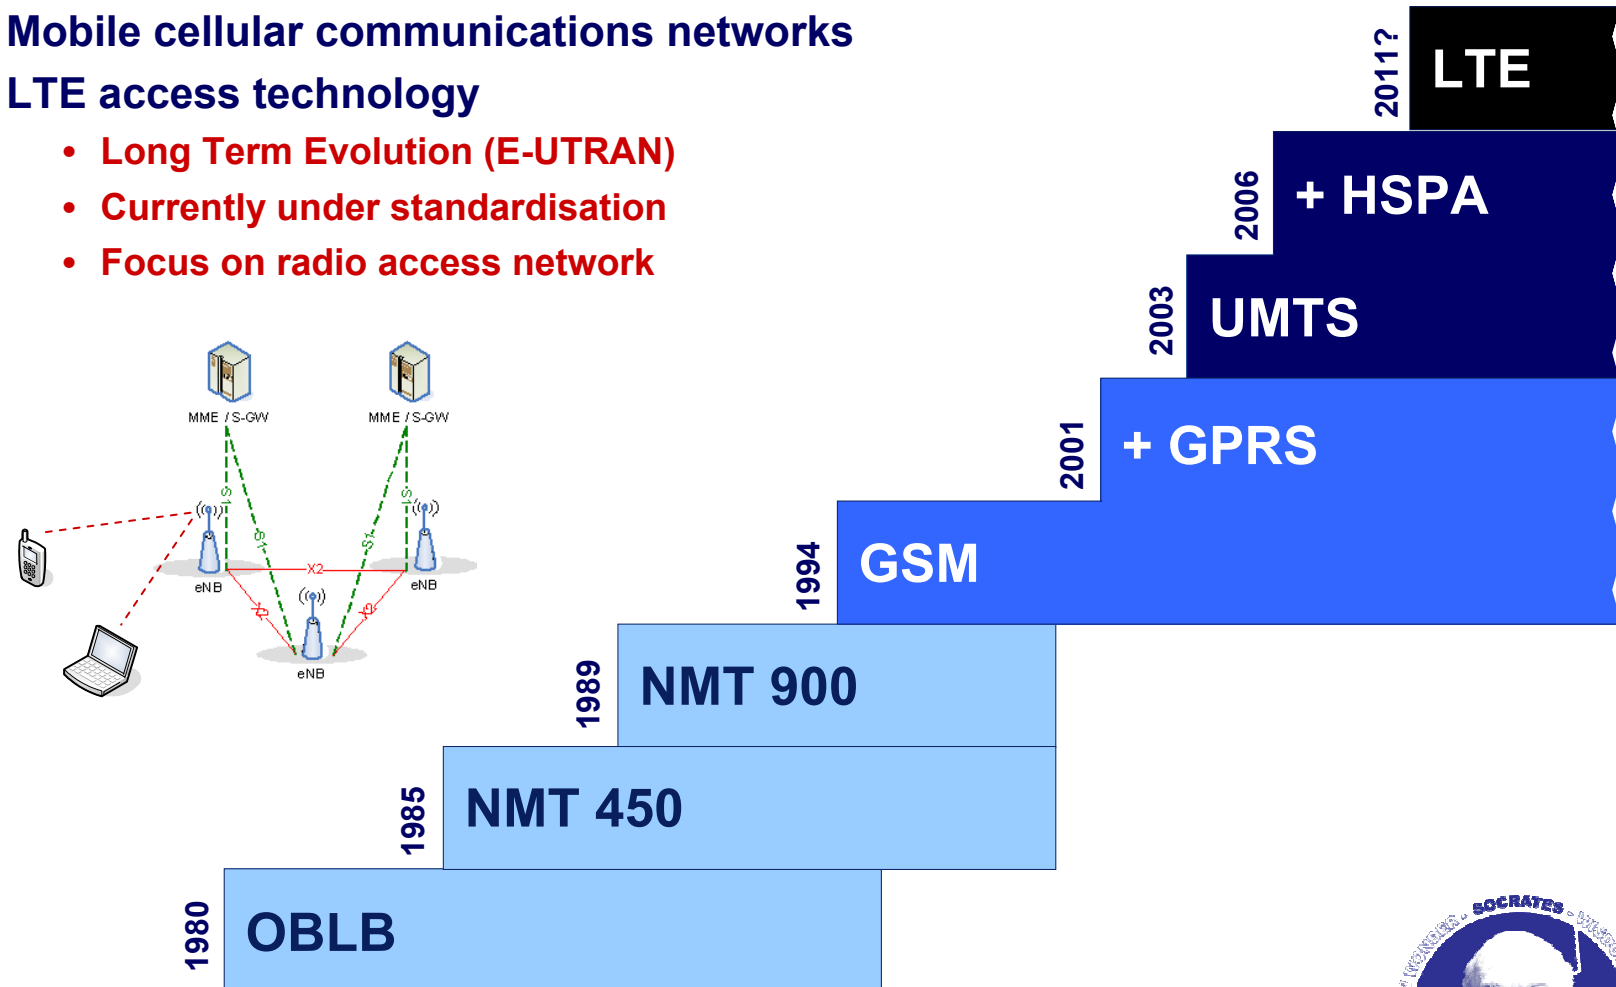 Mobile cellular communications networks
LTE access technology
• Long Term Evolution (E-UTRAN)
• Currently under standardisation
• Focus on radio access network
2011?
LTE
2006
+ HSPA
2003
UMTS
2001
+ GPRS
1994
GSM
1989
NMT 900
1985
NMT 450
1980
OBLB
MME / S-GW
MME / S-GW
S1
S1
S1
S1
X2
X2
X2
eNB
eNB
eNB
WONDER - SOCRATES -